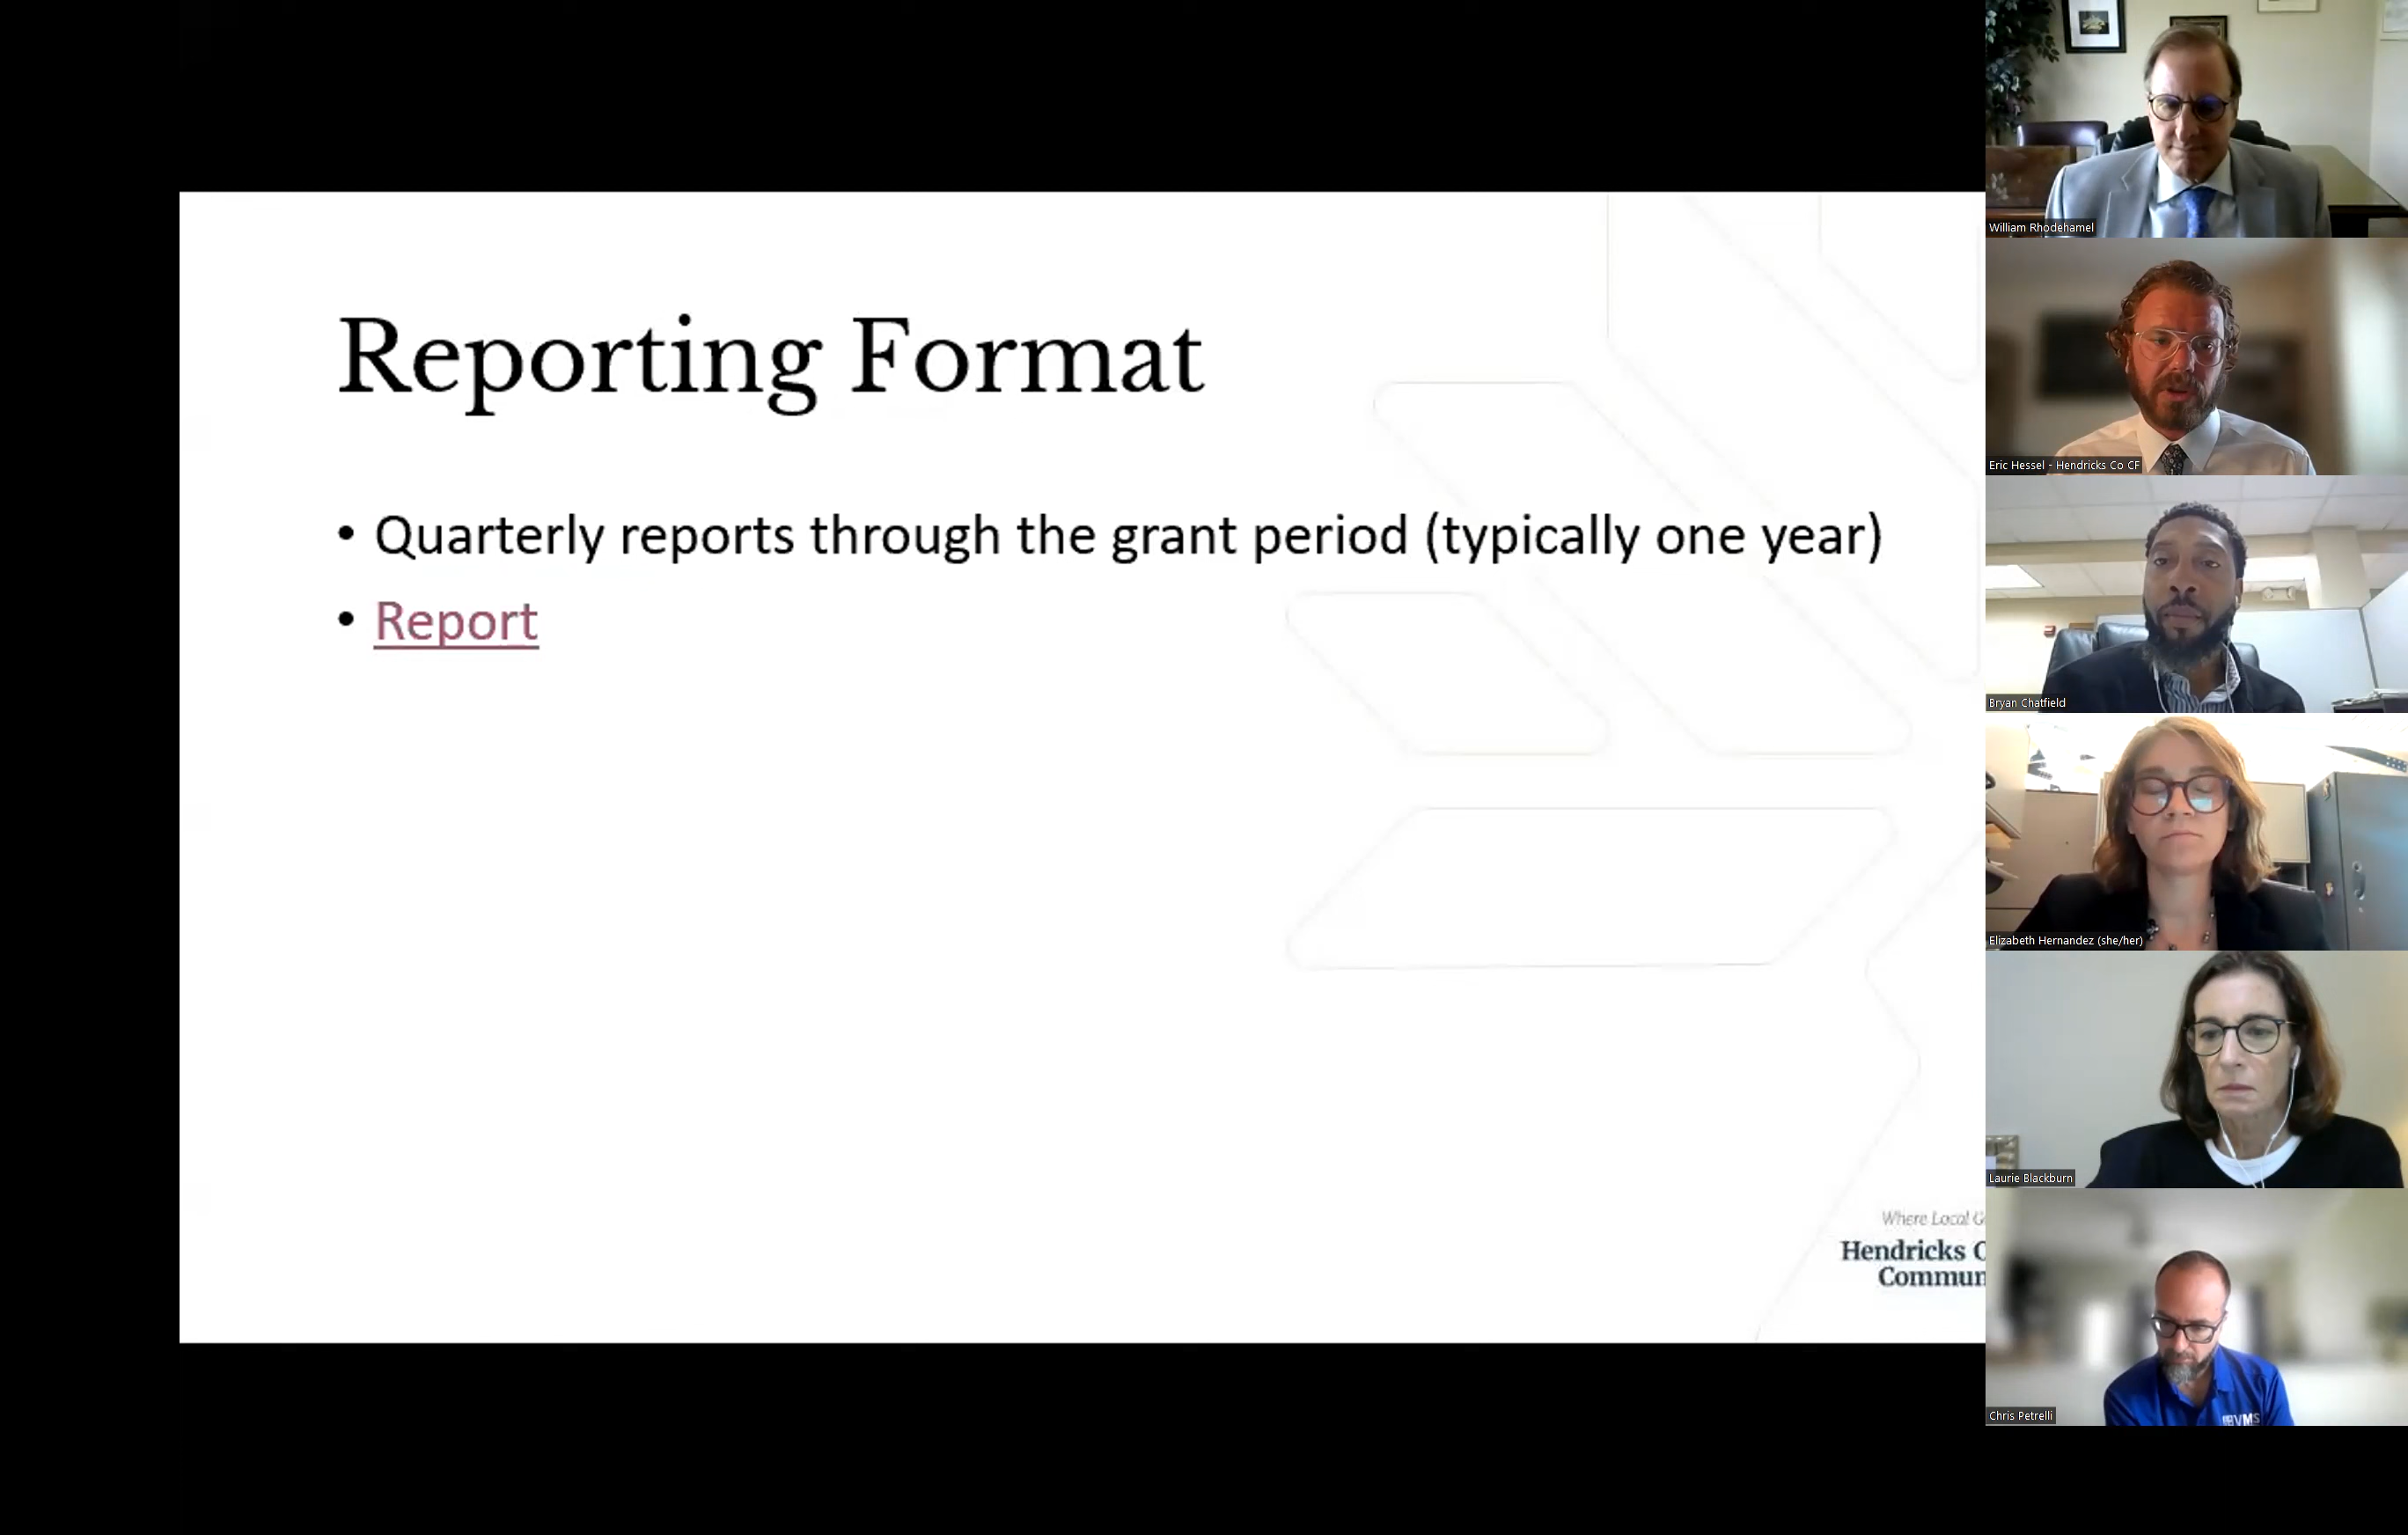 Reporting Format
• Quarterly reports through the grant period (typically one year)
• Report
Where Local
Hendricks
Commun
William Rhodehamel
Eric Hessel - Hendricks Co CF
Bryan Chatfield
Elizabeth Hernandez (she/her)
Laurie Blackburn
VMS
Chris Petrelli